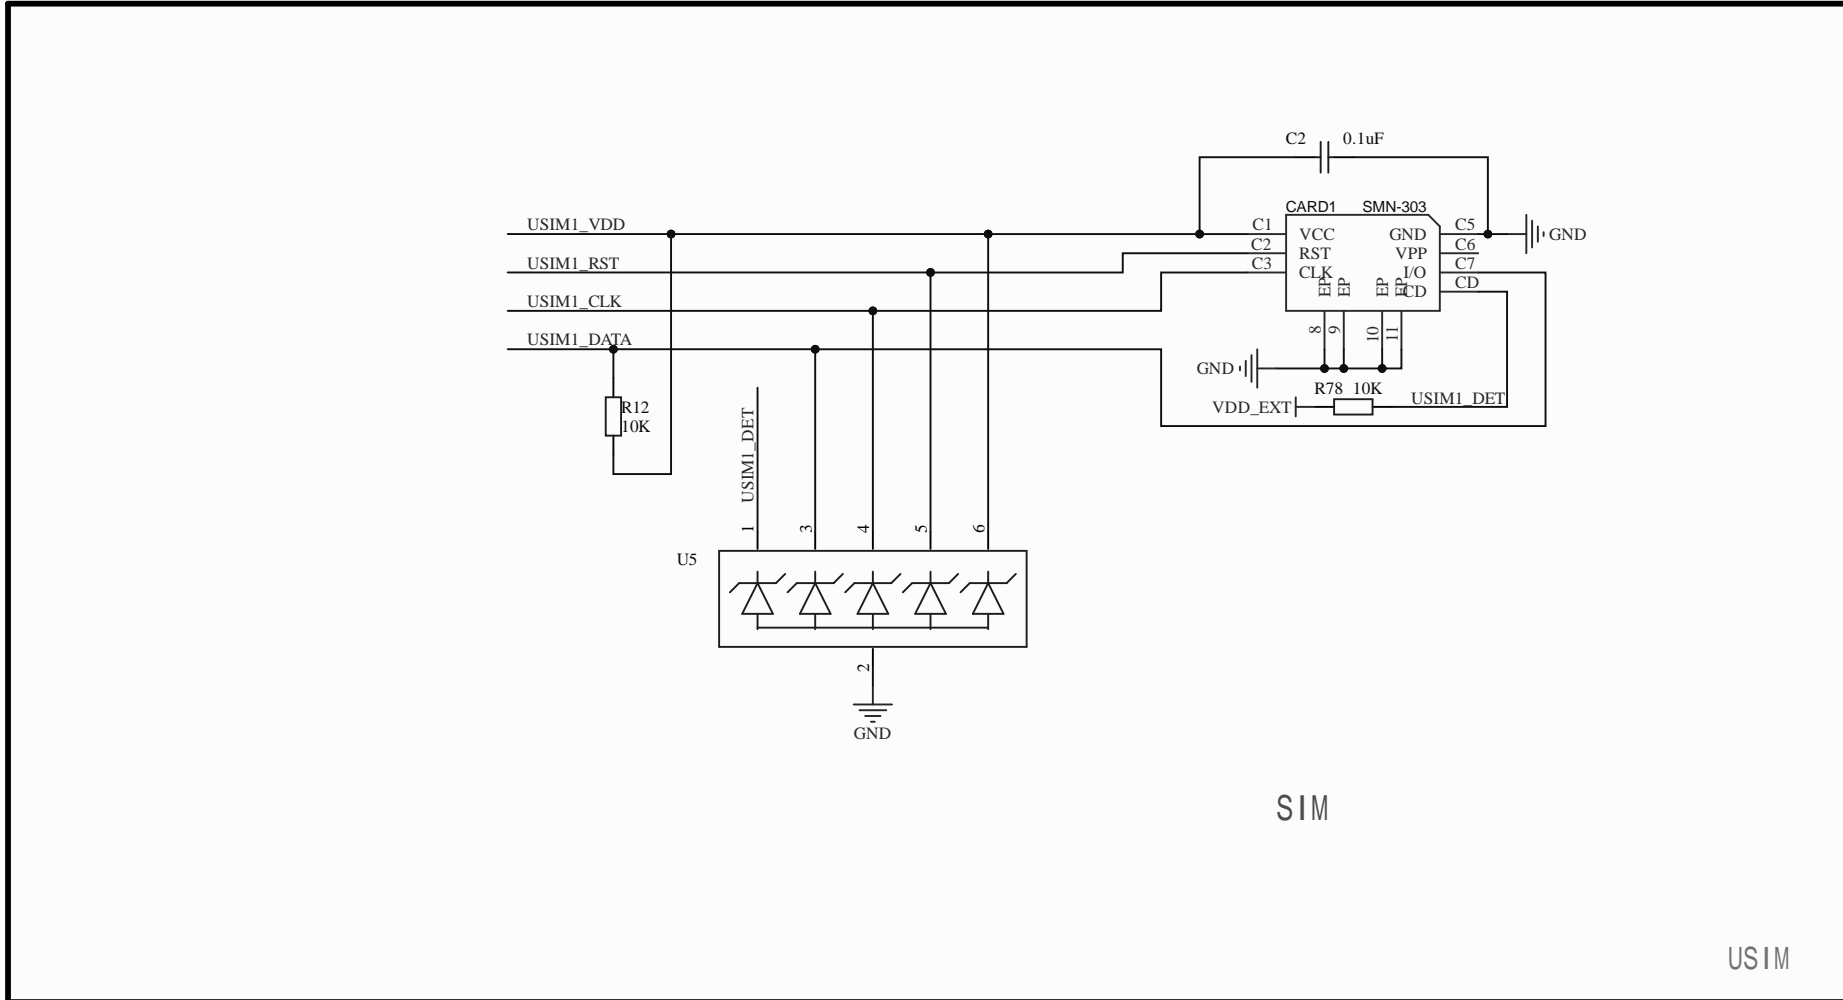 C2 0.1uF
CARD1 SMN-303
USIM1_VDD
C1 VCC GND C5 GND
C2 RST VPP C6
USIM1_RST
C3 CLK I/O C7
EP EP EP EP CD CD
USIM1_CLK
8 9 10 11
USIM1_DATA
GND
R78 10K
VDD_EXT USIM1_DET
R12
10K
USIM1_DET
1 3 4 5 6
U5
2
GND
SIM
USIM